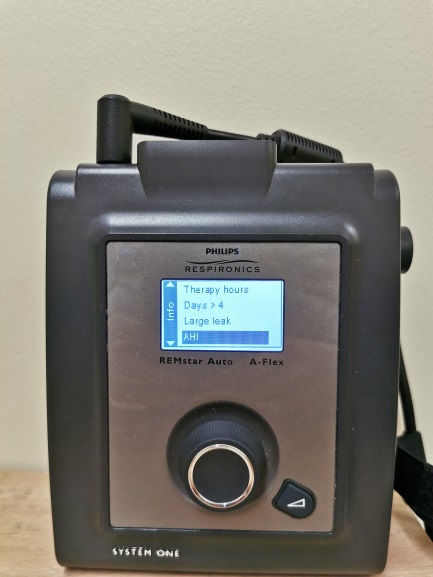 PHILIPS
RESPIRONICS
Info
Therapy hours
Days > 4
Large leak
AHI
REMstar Auto A-Flex
SYSTEM ONE